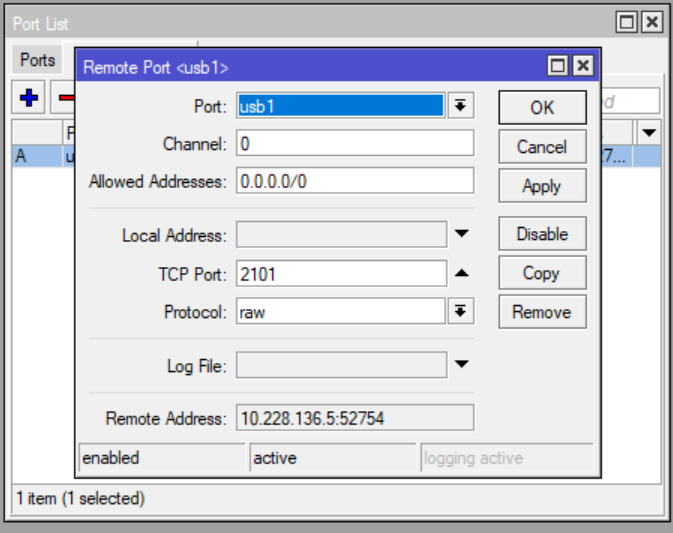 Port List
Ports
Remote Port <usb1>
Port: usb1
OK
Channel: 0
Cancel
Allowed Addresses: 0.0.0.0/0
Apply
Local Address:
Disable
TCP Port: 2101
Copy
Protocol: raw
Remove
Log File:
Remote Address: 10.228.136.5:52754
enabled active logging active
A
27...
1 item (1 selected)